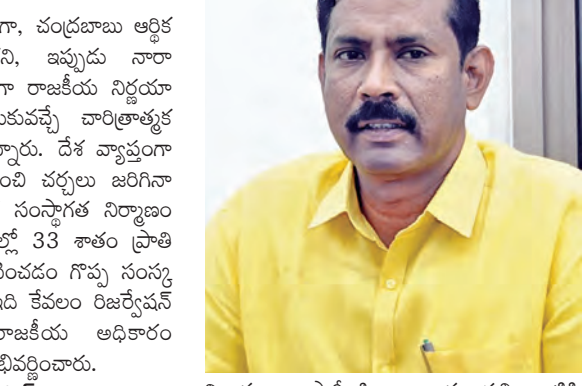 గా, చంద్రబాబు ఆర్థిక
ని, ఇప్పుడు నారా
గా రాజకీయ నిర్ణయా
కువచ్చే చారిత్రాత్మక
న్నారు. దేశ వ్యాప్తంగా
ంచి చర్చలు జరిగినా
సంస్థాగత నిర్మాణం
ల్లో 33 శాతం ప్రాతి
ించడం గొప్ప సంస్క
ఇది కేవలం రిజర్వేషన్
రాజకీయ అధికారం
భివర్ణించారు.